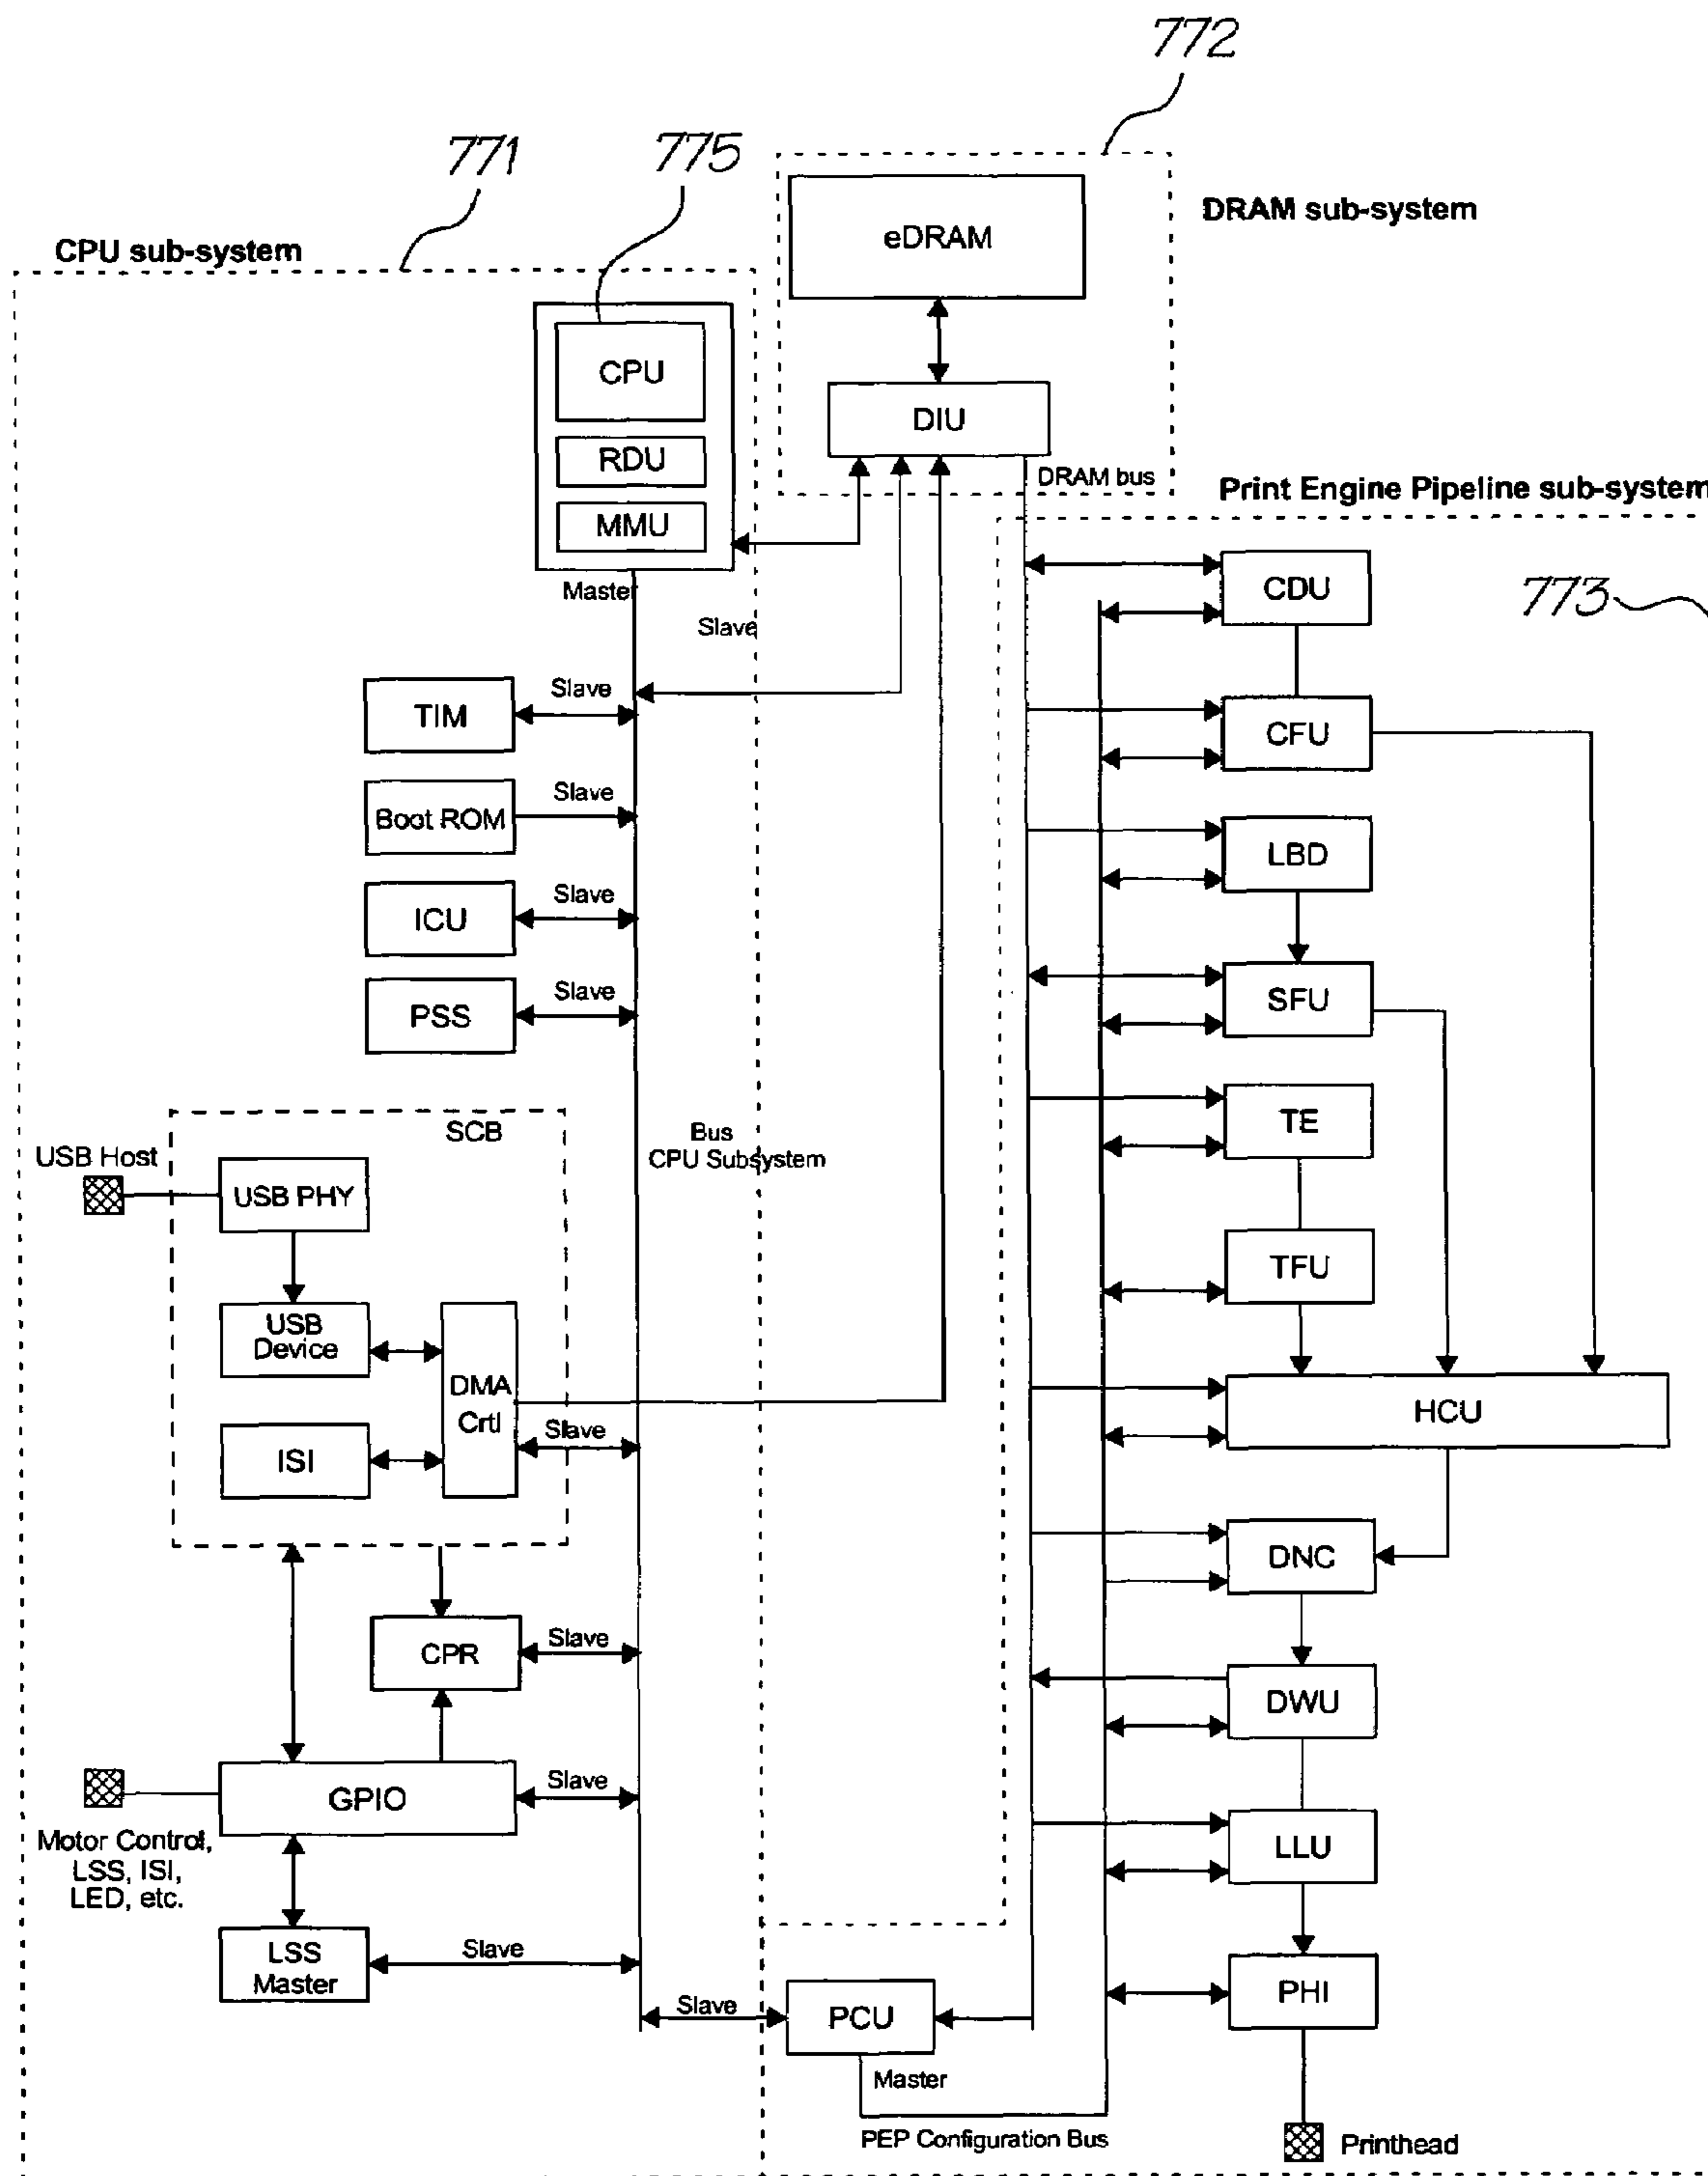 772
771
775
DRAM sub-system
CPU sub-system
eDRAM
CPU
DIU
RDU
DRAM bus
Print Engine Pipeline sub-system
MMU
Master
CDU
773
Slave
TIM
Slave
CFU
Boot ROM
Slave
LBD
ICU
Slave
PSS
Slave
SFU
SCB
Bus
CPU Subsystem
TE
USB Host
USB PHY
TFU
USB
Device
DMA
Crtl
HCU
Slave
ISI
DNC
CPR
Slave
DWU
GPIO
Slave
Motor Control,
LSS, ISI,
LED, etc.
LLU
LSS
Master
Slave
PHI
Slave
PCU
Master
PEP Configuration Bus
Printhead